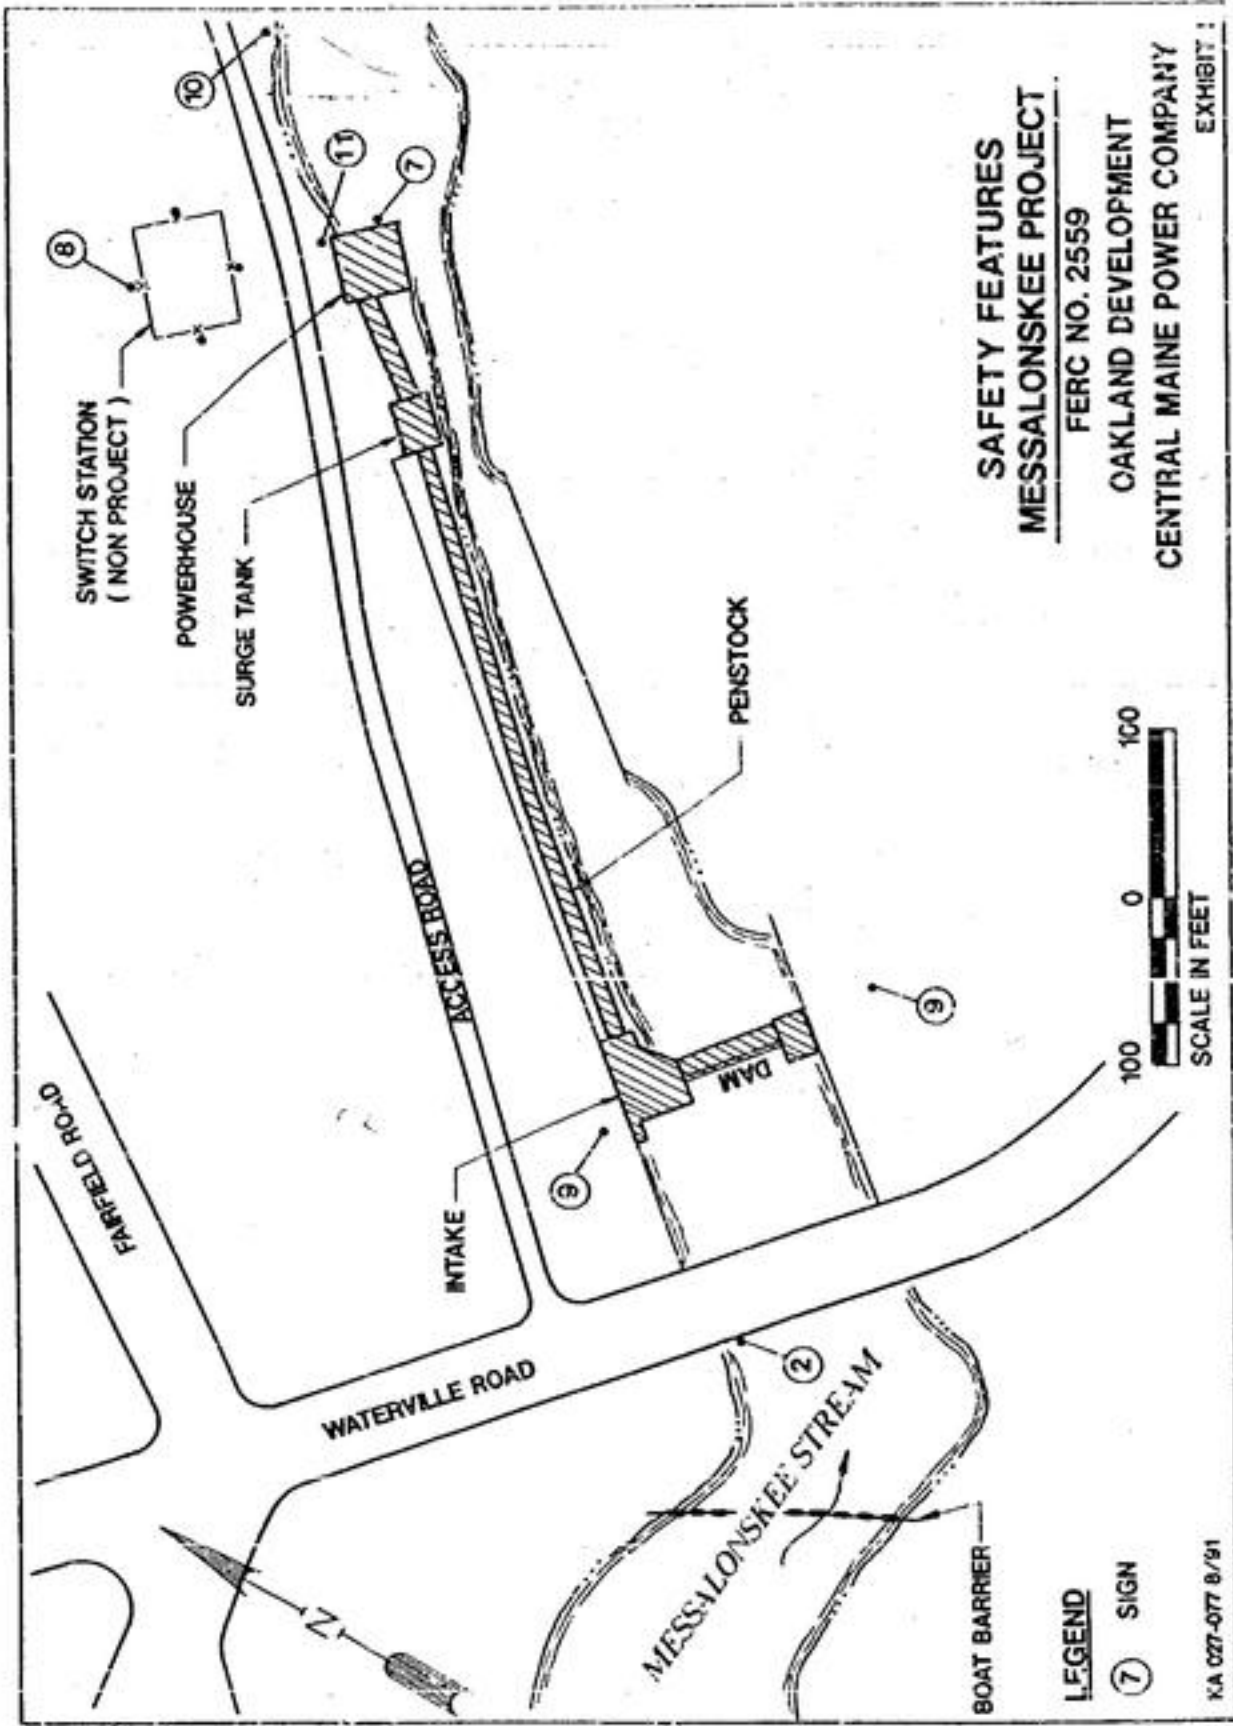 SAFETY FEATURES
MESSALONSKEE PROJECT
FERC NO. 2559
OAKLAND DEVELOPMENT
CENTRAL MAINE POWER COMPANY
EXHIBIT
SWITCH STATION
( NON PROJECT )
POWERHOUSE
SURGE TANK
PENSTOCK
ACCESS ROAD
FAIRFIELD ROAD
INTAKE
DAM
WATERVILLE ROAD
MESSALONSKEE STREAM
BOAT BARRIER
N
8
10
11
7
9
9
2
100
0
100
SCALE IN FEET
LEGEND
7 SIGN
KA 027-077 8/91